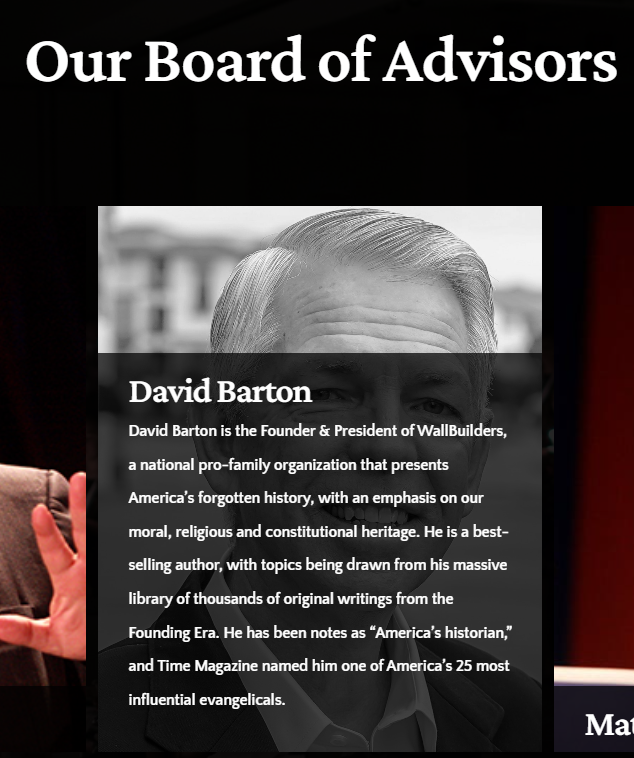 Our Board of Advisors
David Barton
David Barton is the Founder & President of WallBuilders,
a national pro-family organization that presents
America’s forgotten history, with an emphasis on our
moral, religious and constitutional heritage. He is a best-
selling author, with topics being drawn from his massive
library of thousands of original writings from the
Founding Era. He has been notes as “America’s historian,”
and Time Magazine named him one of America’s 25 most
influential evangelicals.
Mat